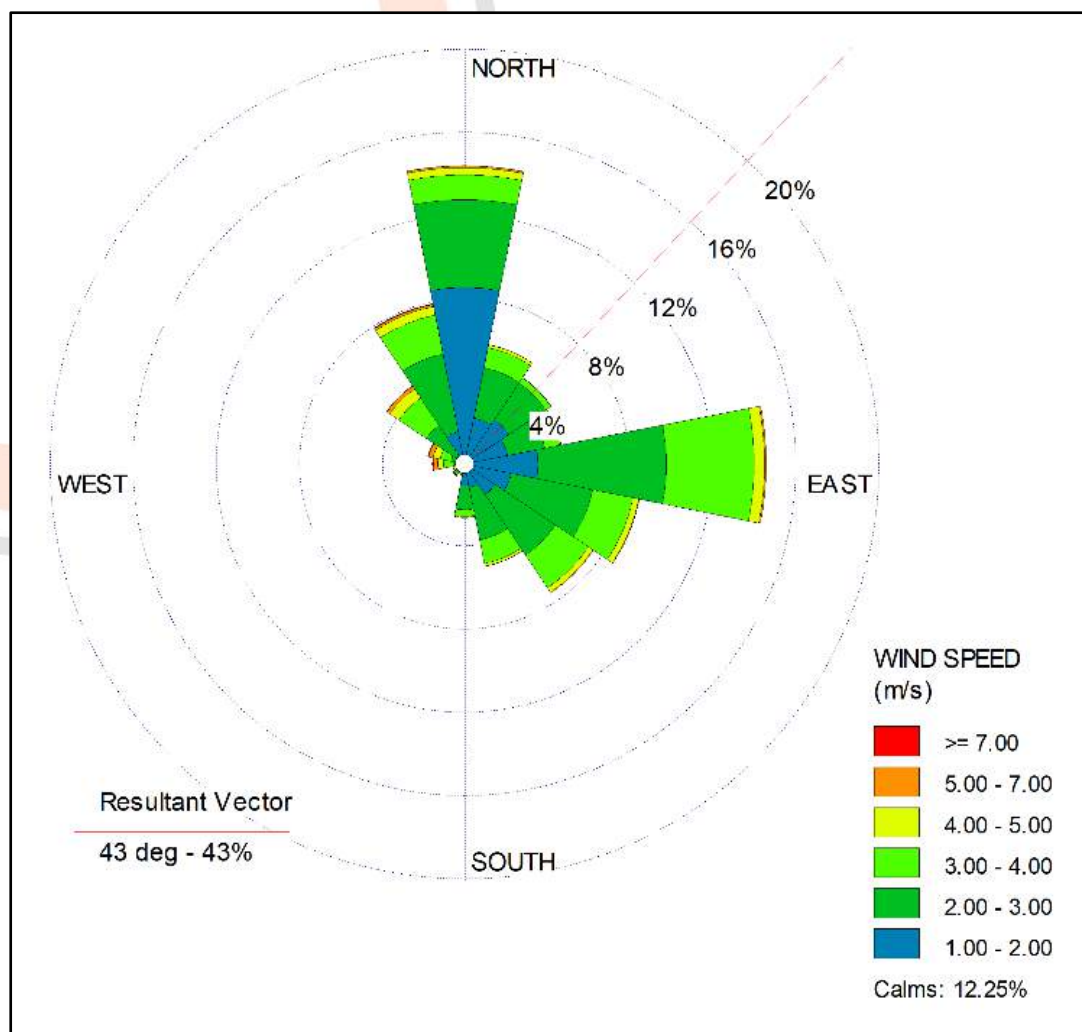 NORTH
20%
16%
12%
8%
4%
WEST
EAST
WIND SPEED
(m/s)
>= 7.00
5.00 - 7.00
4.00 - 5.00
3.00 - 4.00
2.00 - 3.00
1.00 - 2.00
Calms: 12.25%
Resultant Vector
43 deg - 43%
SOUTH